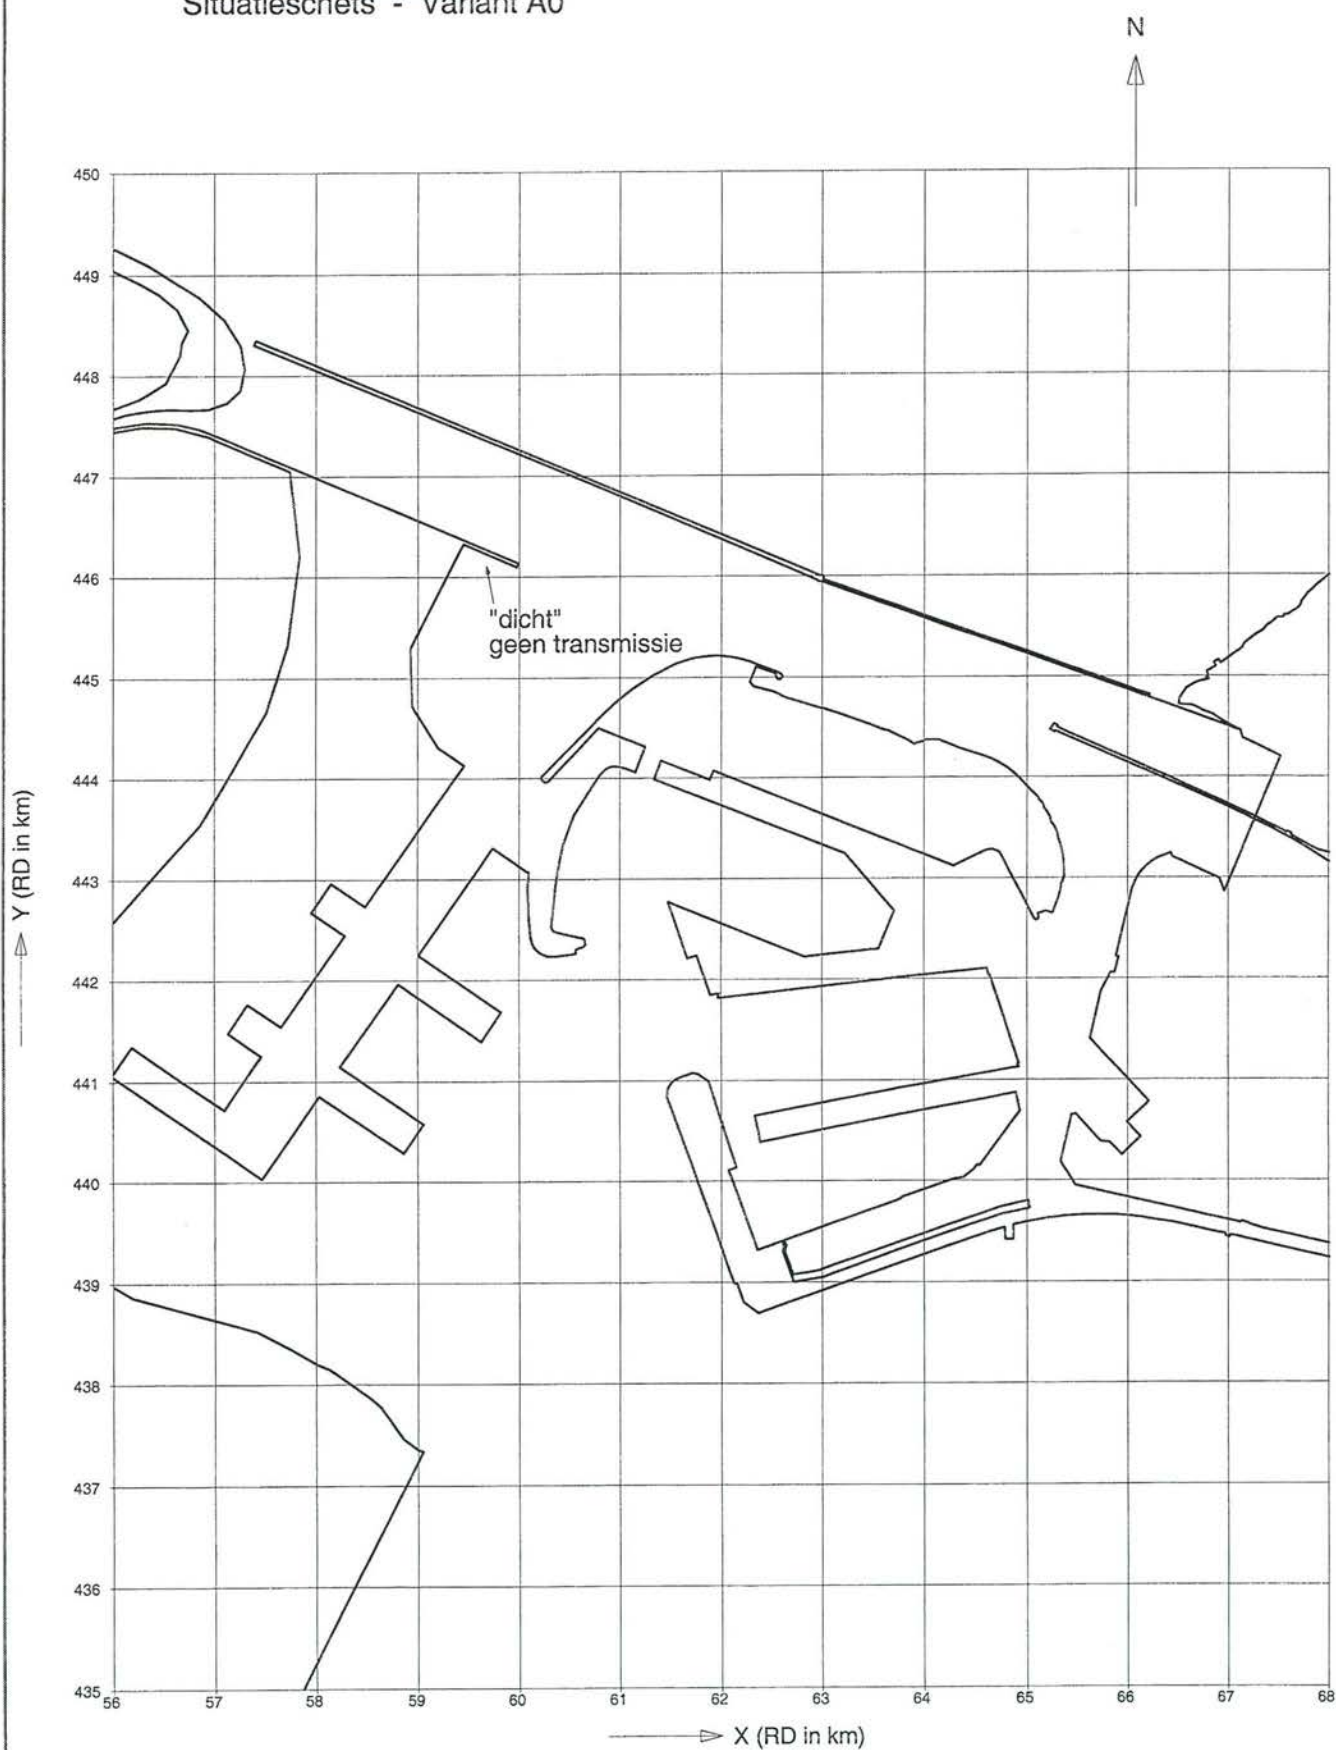 Situatieschets - Variant A0
N
450
449
448
447
446
"dicht"
geen transmissie
445
444
443
442
441
440
439
438
437
436
435
Y (RD in km)
56 57 58 59 60 61 62 63 64 65 66 67 68
X (RD in km)